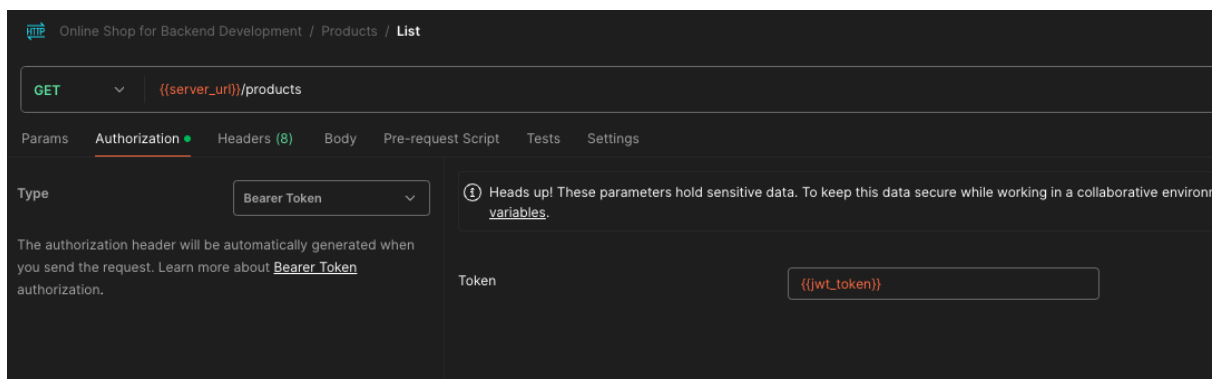 HTTP Online Shop for Backend Development / Products / List
GET {{server_url}}/products
Params Authorization Headers (8) Body Pre-request Script Tests Settings
Type Bearer Token
The authorization header will be automatically generated when
you send the request. Learn more about Bearer Token
authorization.
Heads up! These parameters hold sensitive data. To keep this data secure while working in a collaborative
variables.
Token {{jwt_token}}